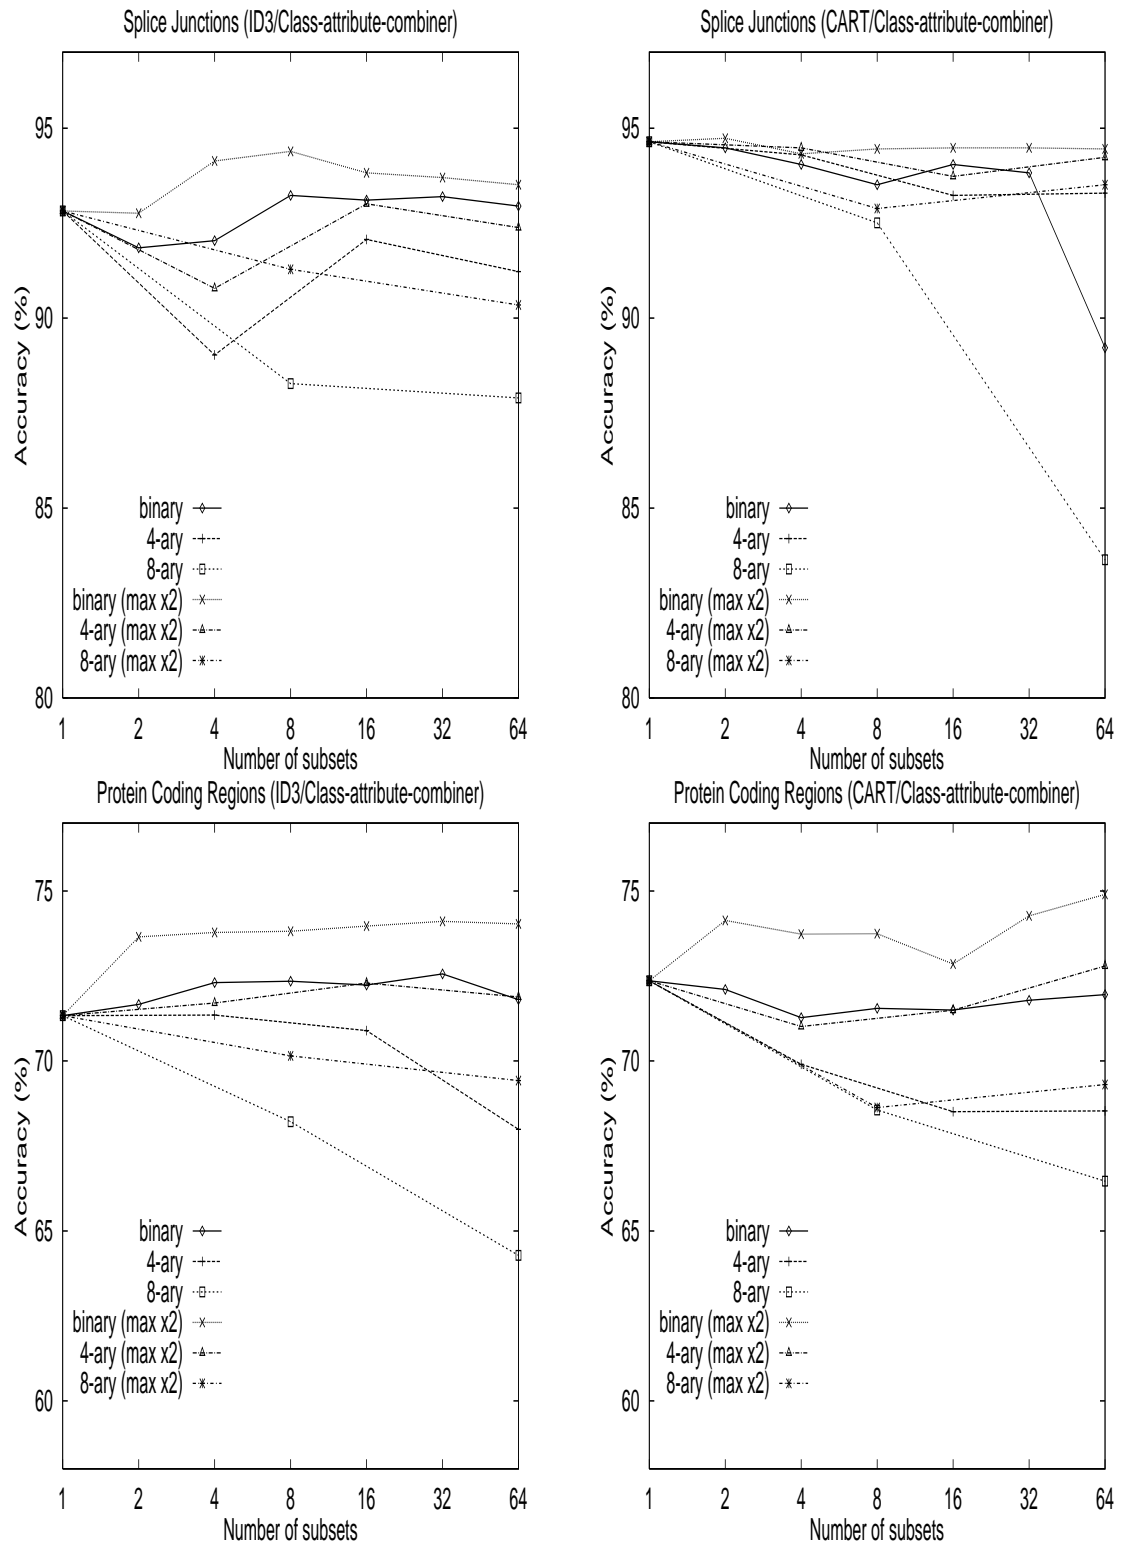 Splice Junctions (ID3/Class-attribute-combiner)
95
90
85
80
Accuracy (%)
binary
4-ary
8-ary
binary (max x2)
4-ary (max x2)
8-ary (max x2)
1 2 4 8 16 32 64
Number of subsets
Splice Junctions (CART/Class-attribute-combiner)
95
90
85
80
Accuracy (%)
binary
4-ary
8-ary
binary (max x2)
4-ary (max x2)
8-ary (max x2)
1 2 4 8 16 32 64
Number of subsets
Protein Coding Regions (ID3/Class-attribute-combiner)
75
70
65
60
Accuracy (%)
binary
4-ary
8-ary
binary (max x2)
4-ary (max x2)
8-ary (max x2)
1 2 4 8 16 32 64
Number of subsets
Protein Coding Regions (CART/Class-attribute-combiner)
75
70
65
60
Accuracy (%)
binary
4-ary
8-ary
binary (max x2)
4-ary (max x2)
8-ary (max x2)
1 2 4 8 16 32 64
Number of subsets